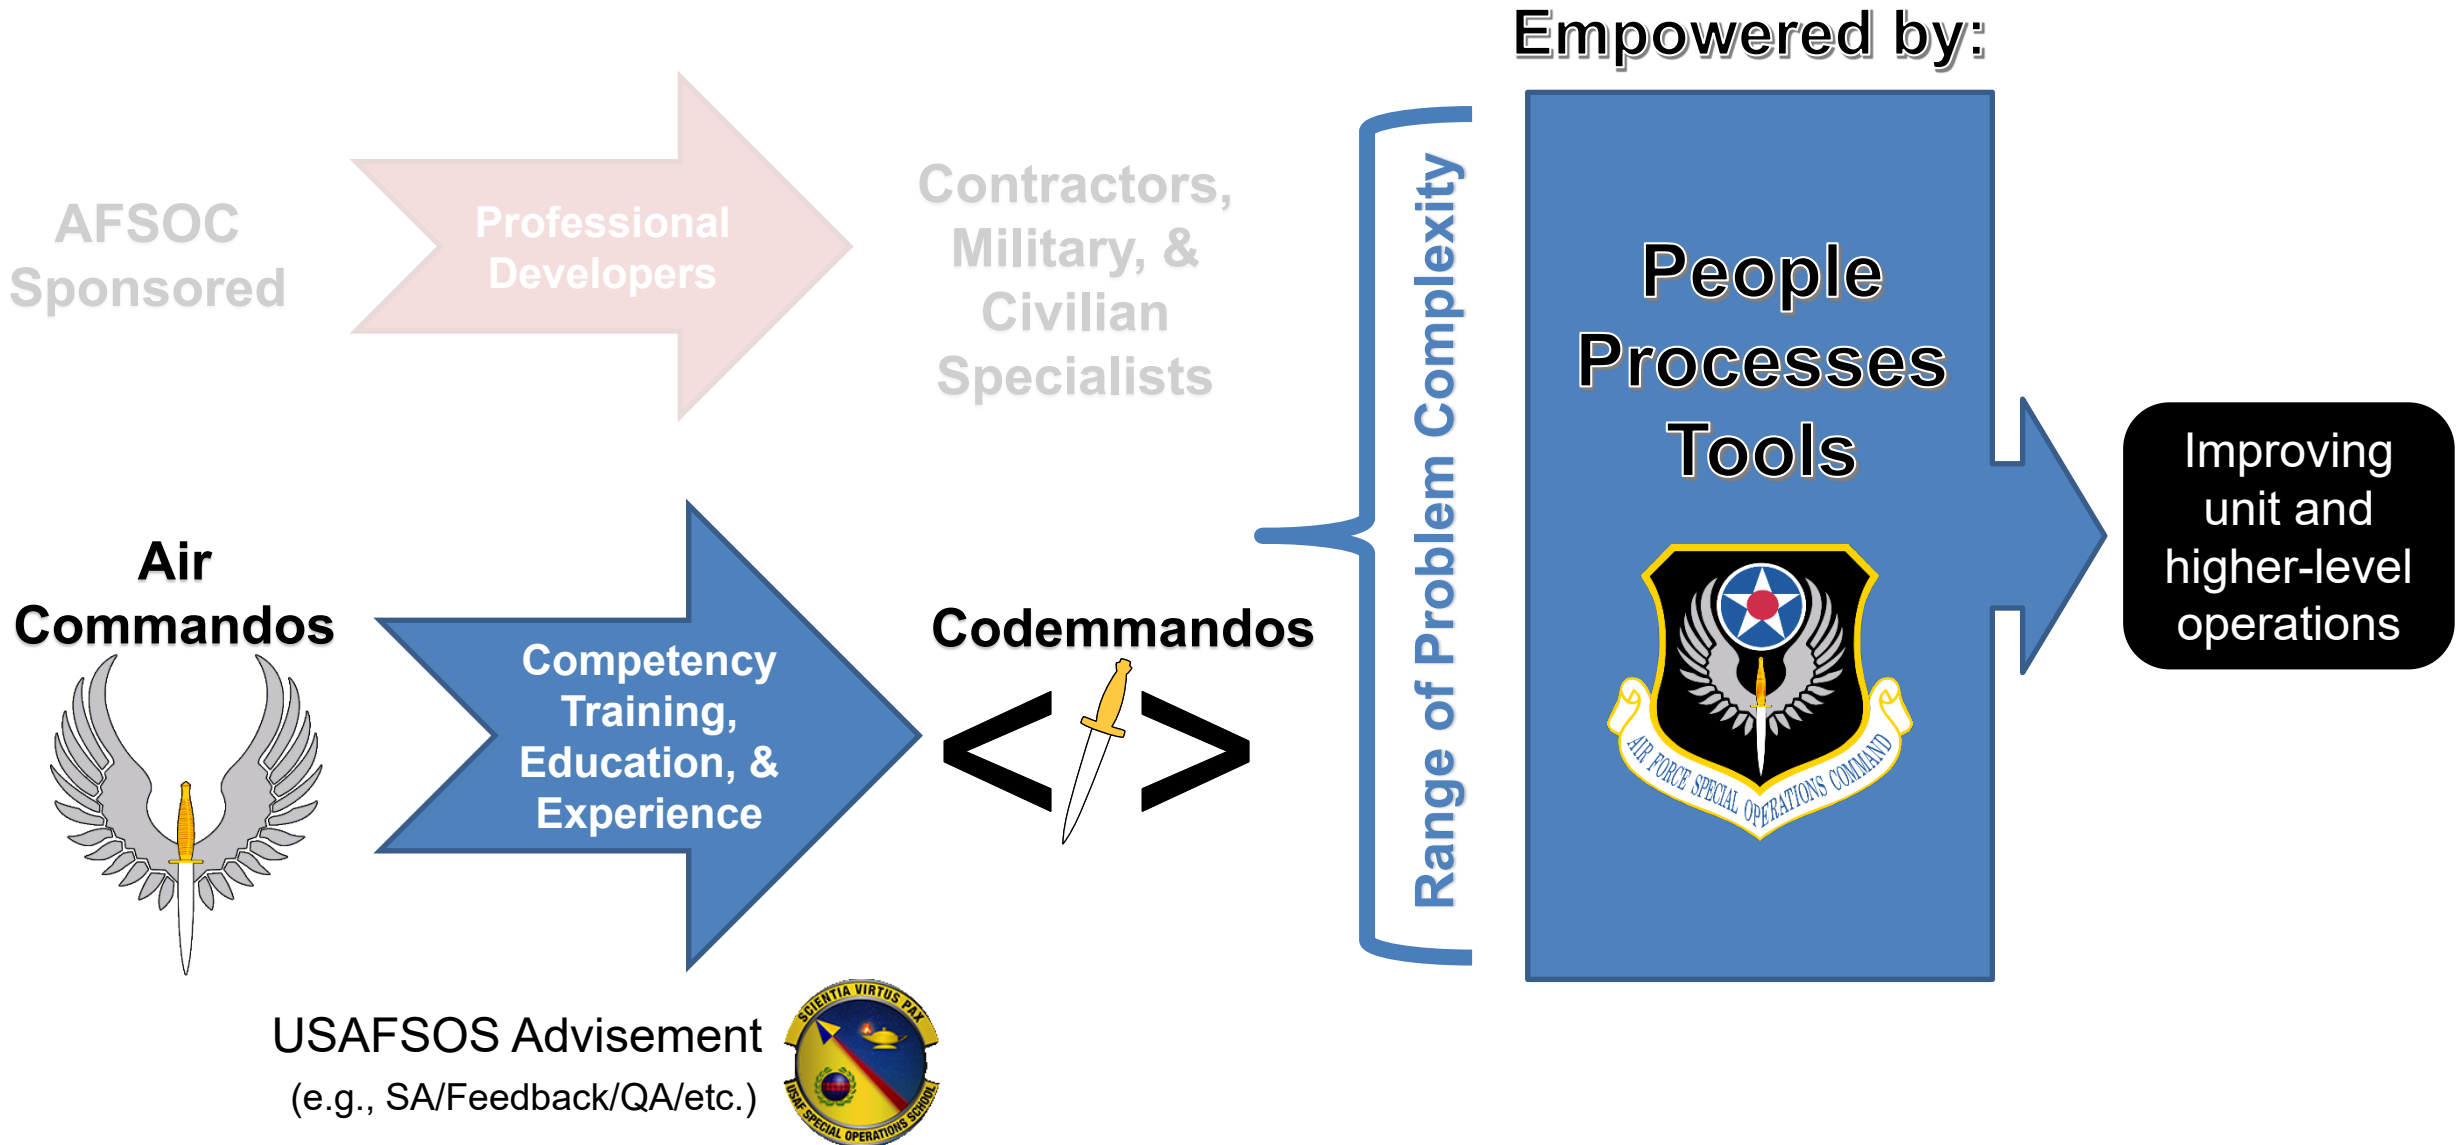 Empowered by:
AFSOC
Sponsored
Professional
Developers
Contractors,
Military, &
Civilian
Specialists
Air
Commandos
Competency
Training,
Education, &
Experience
Codemmandos
< >
USAFSOS Advisement
(e.g., SA/Feedback/QA/etc.)
SCIENTIA VIRTUS PAX
USAF SPECIAL OPERATIONS SCHOOL
Range of Problem Complexity
People
Processes
Tools
AIR FORCE SPECIAL OPERATIONS COMMAND
Improving
unit and
higher-level
operations